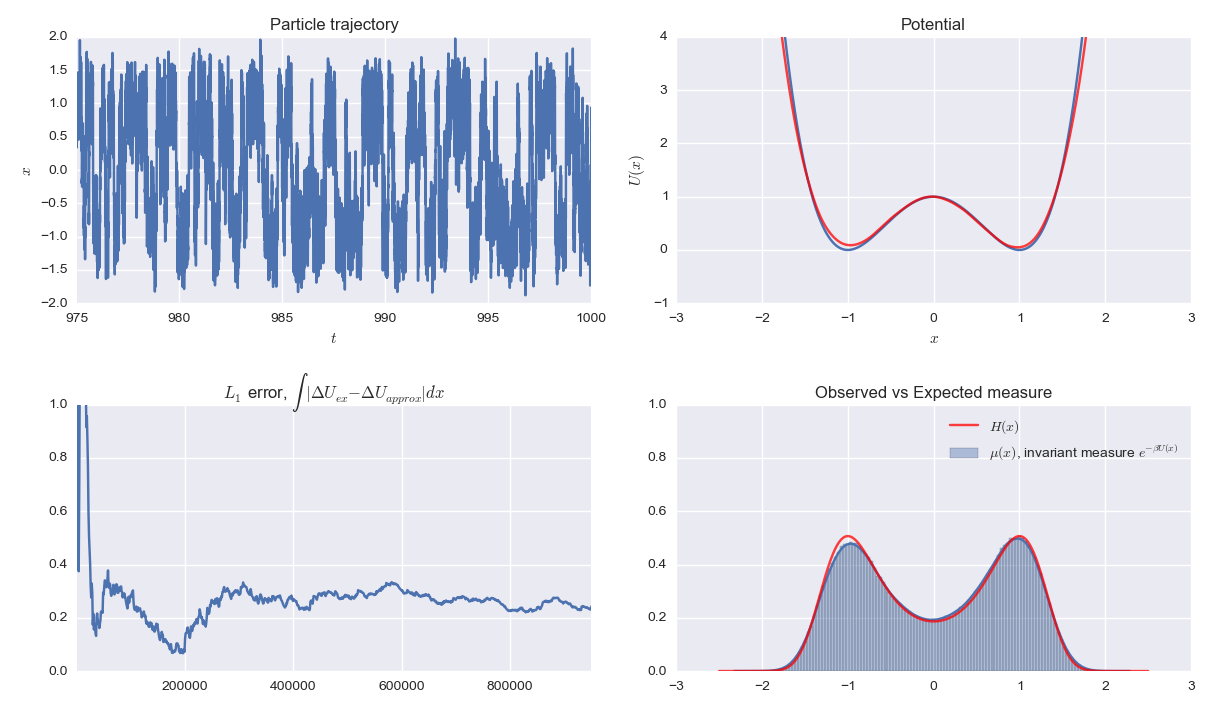 Particle trajectory
2.0
1.5
1.0
0.5
0.0
−0.5
−1.0
−1.5
−2.0
x
975 980 985 990 995 1000
t
Potential
4
3
2
1
0
−1
U(x)
−3 −2 −1 0 1 2 3
x
L₁ error, ∫|ΔUₑₓ−ΔUₐₚₚᵣₒₓ|dx
1.0
0.8
0.6
0.4
0.2
0.0
200000 400000 600000 800000
Observed vs Expected measure
1.0
0.8
0.6
0.4
0.2
0.0
H(x)
μ(x), invariant measure e^{−βU(x)}
−3 −2 −1 0 1 2 3